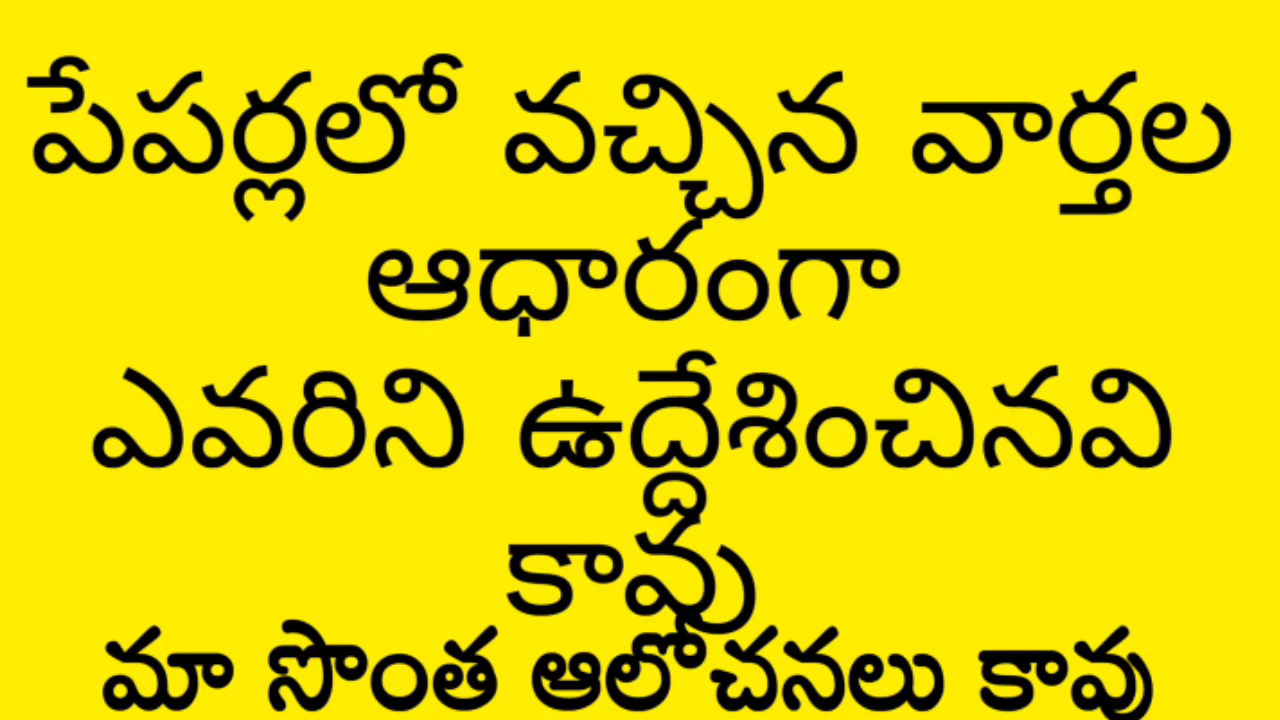 పేపర్లలో వచ్చిన వార్తల
ఆధారంగా
ఎవరిని ఉద్దేశించినవి
కావు
మా సొంత ఆలోచనలు కావు